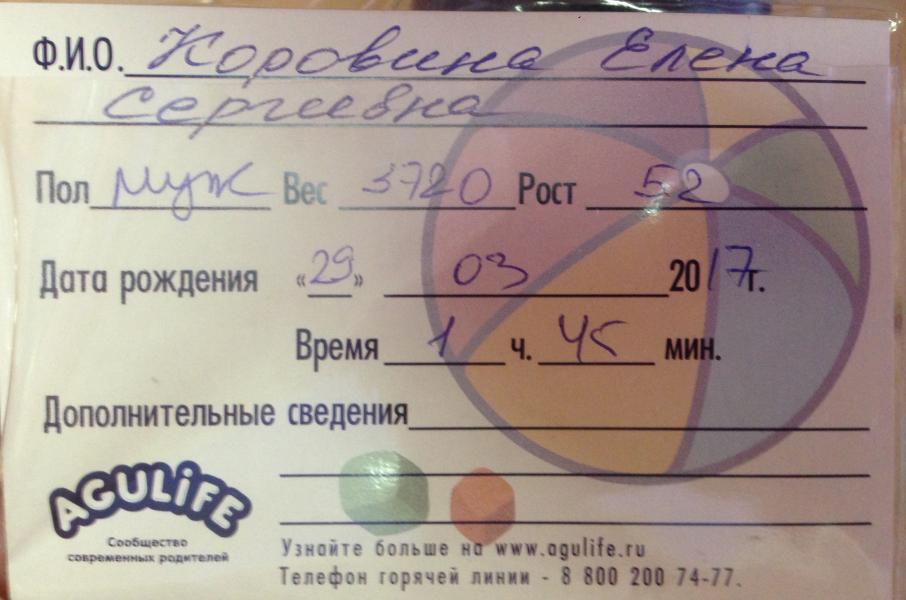 Ф.И.О. Коровина Елена
Сергиевна
Пол муж Вес 3720 Рост 52
Дата рождения «29» 03 2017г.
Время 1 ч. 45 мин.
Дополнительные сведения
AGULiFE
Сообщество
современных родителей
Узнайте больше на www.agulife.ru
Телефон горячей линии - 8 800 200 74-77.